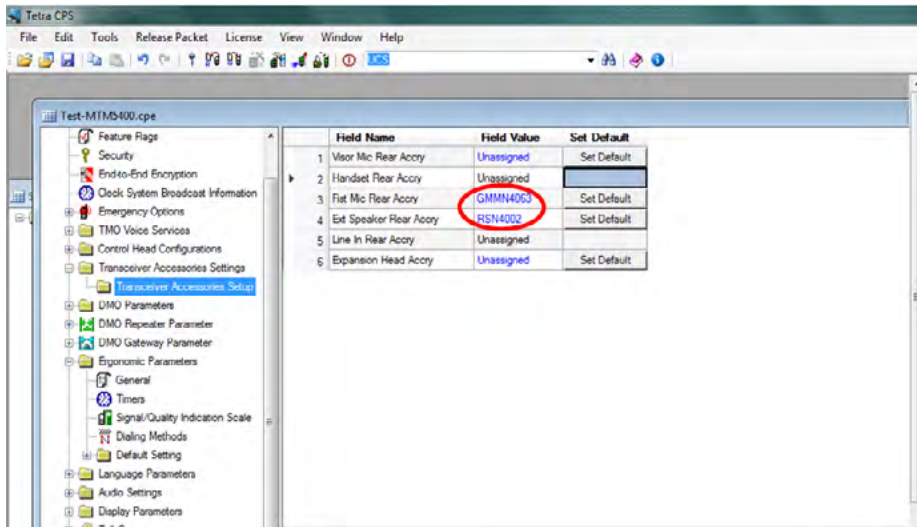 Tetra CPS
File Edit Tools Release Packet License View Window Help
UCS
Test-MTM5400.cpe
Feature Flags
Security
End-to-End Encryption
Clock System Broadcast Information
Emergency Options
TMO Voice Services
Control Head Configurations
Transceiver Accessories Settings
Transceiver Accessories Setup
DMO Parameters
DMO Repeater Parameter
DMO Gateway Parameter
Ergonomic Parameters
General
Timers
Signal/Quality Indication Scale
Dialing Methods
Default Setting
Language Parameters
Audio Settings
Display Parameters
Field Name Field Value Set Default
1 Visor Mic Rear Accry Unassigned Set Default
2 Handset Rear Accry Unassigned
3 Fist Mic Rear Accry GMMN4063 Set Default
4 Ext Speaker Rear Accry RSN4002 Set Default
5 Line In Rear Accry Unassigned
6 Expansion Head Accry Unassigned Set Default